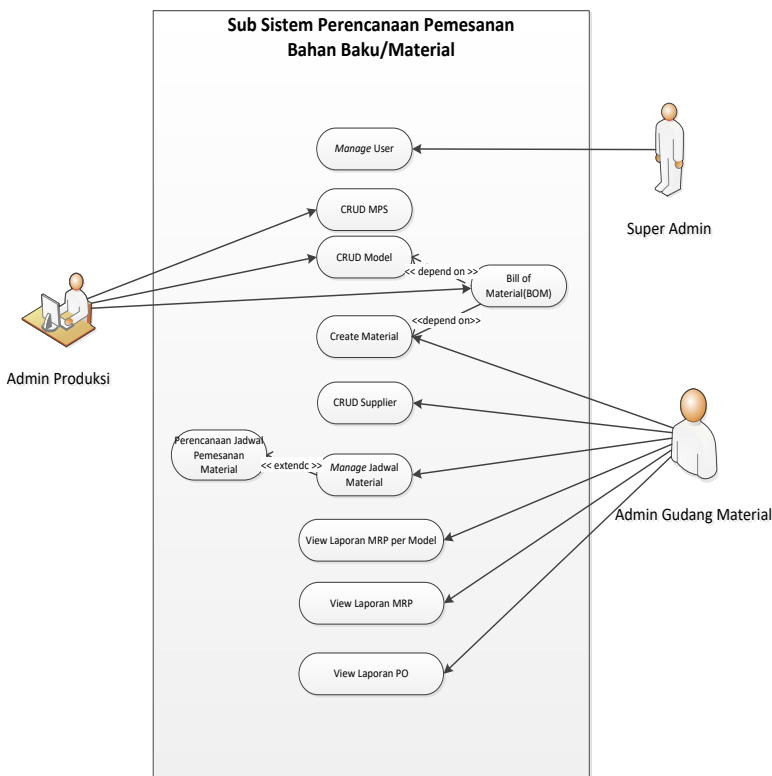 Sub Sistem Perencanaan Pemesanan
Bahan Baku/Material
Manage User
Super Admin
CRUD MPS
CRUD Model
<< depend on >>
Bill of
Material(BOM)
<<depend on>>
Create Material
Admin Produksi
CRUD Supplier
Perencanaan Jadwal
Pemesanan
Material
<< extendc >>
Manage Jadwal
Material
Admin Gudang Material
View Laporan MRP per Model
View Laporan MRP
View Laporan PO